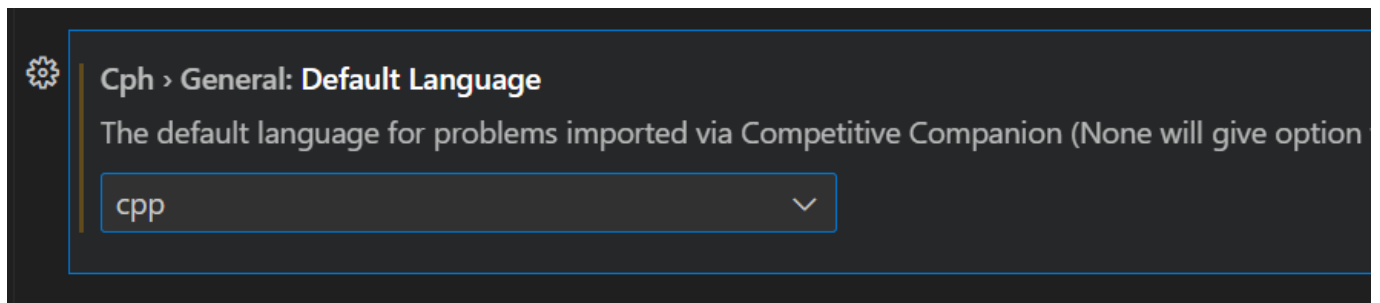 Cph › General: Default Language
The default language for problems imported via Competitive Companion (None will give option
cpp